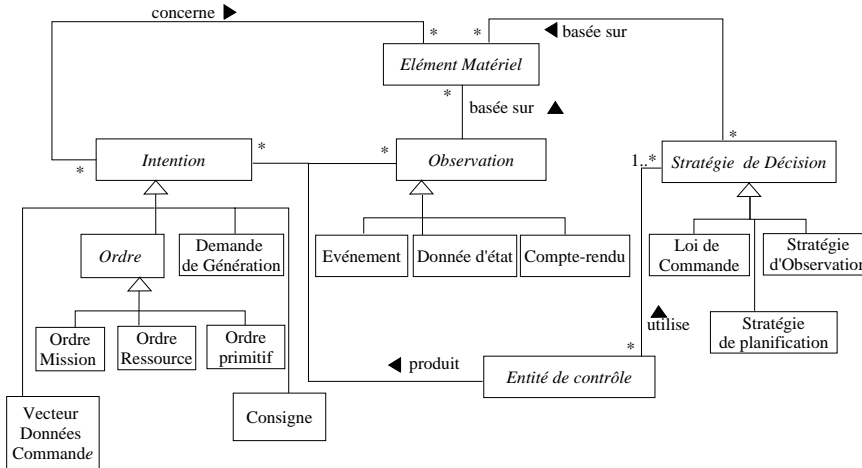 concerne
* *
basée sur
Elément Matériel
*
basée sur
*
* * *
1..*
Intention
Observation
Stratégie de Décision
*
Ordre
Demande
de Génération
Evénement
Donnée d'état
Compte-rendu
Loi de
Commande
Stratégie
d'Observation
Ordre
Mission
Ordre
Ressource
Ordre
primitif
utilise
Stratégie
de planification
*
produit
Entité de contrôle
Vecteur
Données
Commande
Consigne